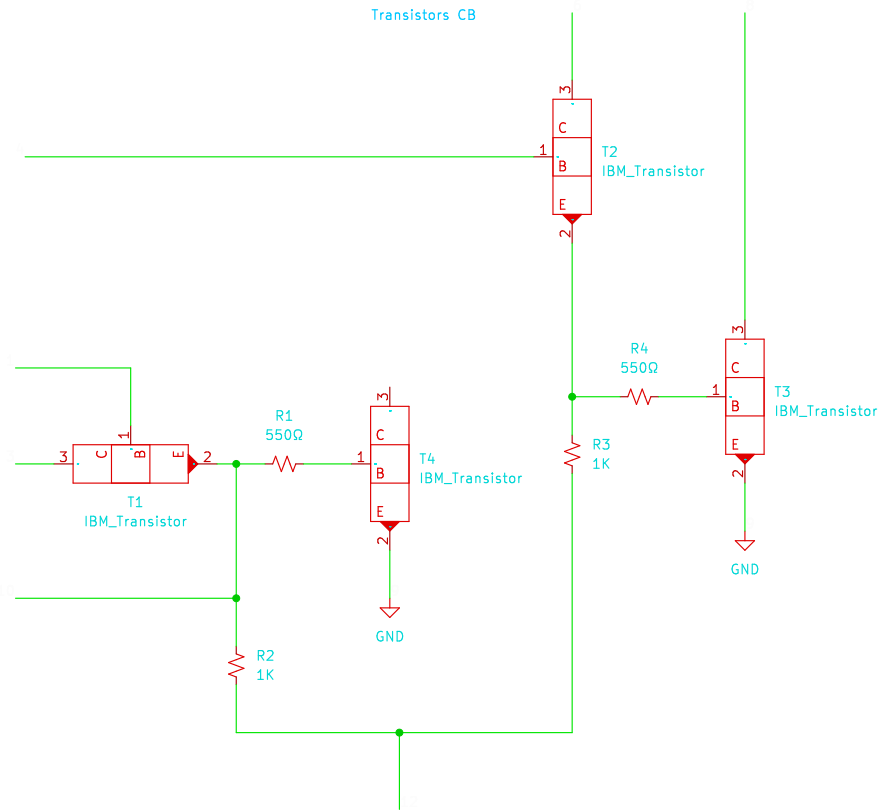 Transistors CB
3
C
1
B
T2
IBM_Transistor
E
2
3
R4
550Ω
C
1
B
T3
IBM_Transistor
E
2
GND
3
R1
550Ω
C
1
B
T4
IBM_Transistor
E
2
GND
1
3
C
B
E
2
T1
IBM_Transistor
R3
1K
R2
1K